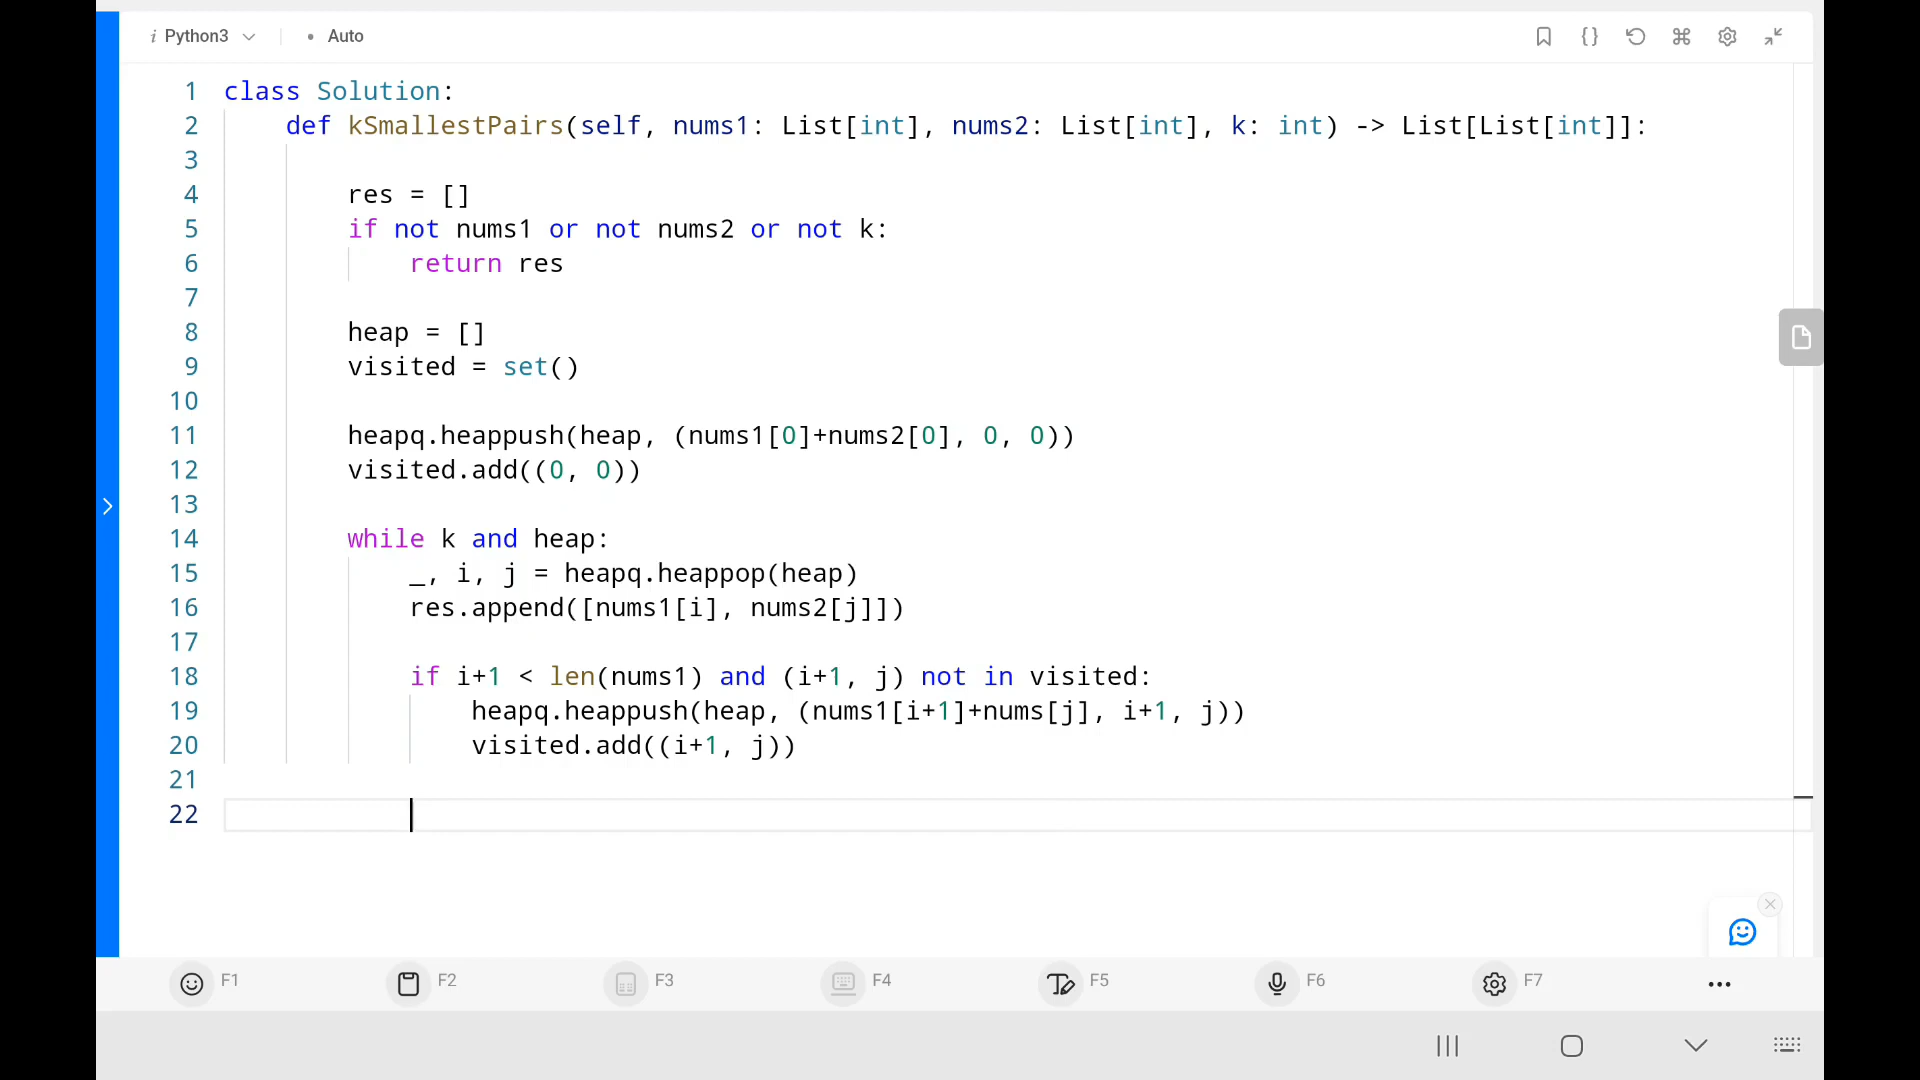 i Python3 • Auto
1 class Solution:
2 def kSmallestPairs(self, nums1: List[int], nums2: List[int], k: int) -> List[List[int]]:
3
4 res = []
5 if not nums1 or not nums2 or not k:
6 return res
7
8 heap = []
9 visited = set()
10
11 heapq.heappush(heap, (nums1[0]+nums2[0], 0, 0))
12 visited.add((0, 0))
13
14 while k and heap:
15 _, i, j = heapq.heappop(heap)
16 res.append([nums1[i], nums2[j]])
17
18 if i+1 < len(nums1) and (i+1, j) not in visited:
19 heapq.heappush(heap, (nums1[i+1]+nums[j], i+1, j))
20 visited.add((i+1, j))
21
22
F1 F2 F3 F4 F5 F6 F7